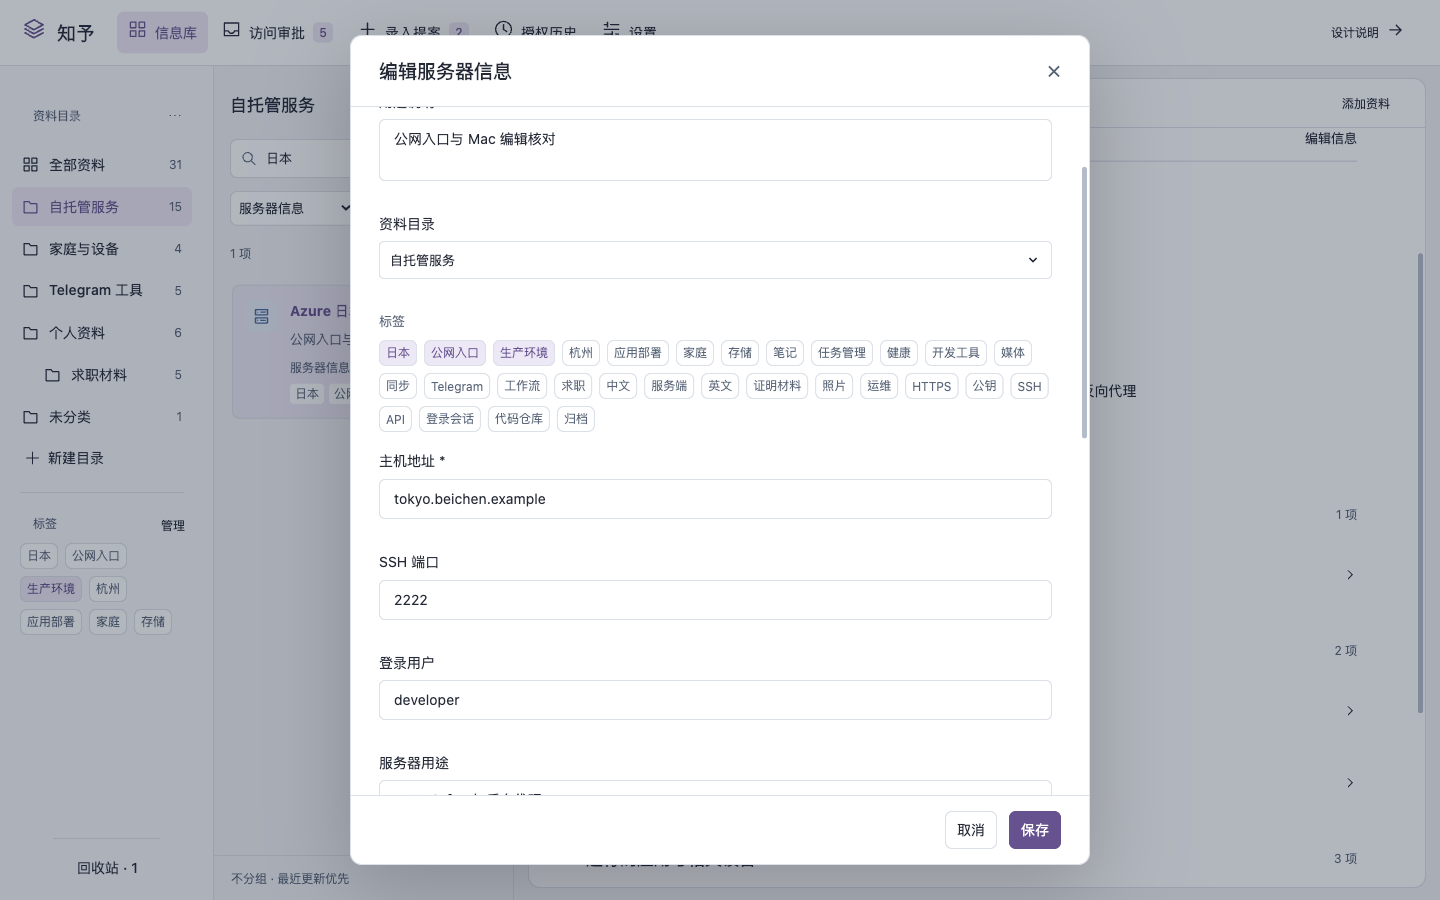 知予
信息库
访问审批 5
录入提案 2
授权历史
设置
设计说明
资料目录
全部资料 31
自托管服务 15
家庭与设备 4
Telegram 工具 5
个人资料 6
求职材料 5
未分类 1
新建目录
标签 管理
日本 公网入口
生产环境 杭州
应用部署 家庭 存储
回收站 · 1
自托管服务
日本
服务器信息
1 项
Azure 日
公网入口与
服务器信息
日本
不分组 · 最近更新优先
添加资料
编辑信息
反向代理
1 项
2 项
3 项
编辑服务器信息
公网入口与 Mac 编辑核对
资料目录
自托管服务
标签
日本 公网入口 生产环境 杭州 应用部署 家庭 存储 笔记 任务管理 健康 开发工具 媒体
同步 Telegram 工作流 求职 中文 服务端 英文 证明材料 照片 运维 HTTPS 公钥 SSH
API 登录会话 代码仓库 归档
主机地址 *
tokyo.beichen.example
SSH 端口
2222
登录用户
developer
服务器用途
取消 保存